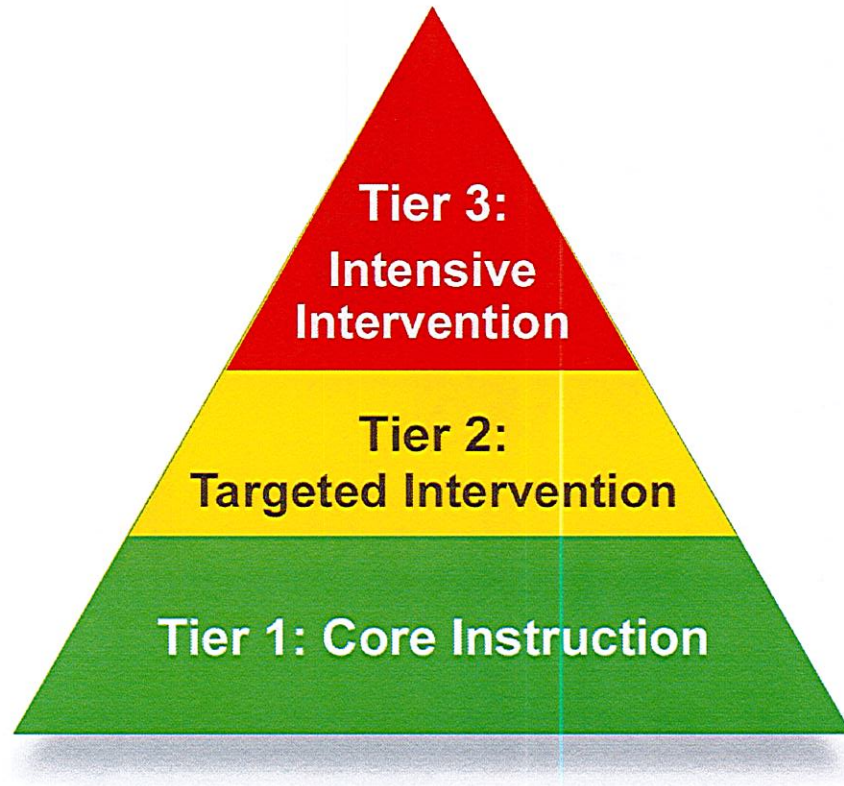 Tier 3:
Intensive
Intervention
Tier 2:
Targeted Intervention
Tier 1: Core Instruction